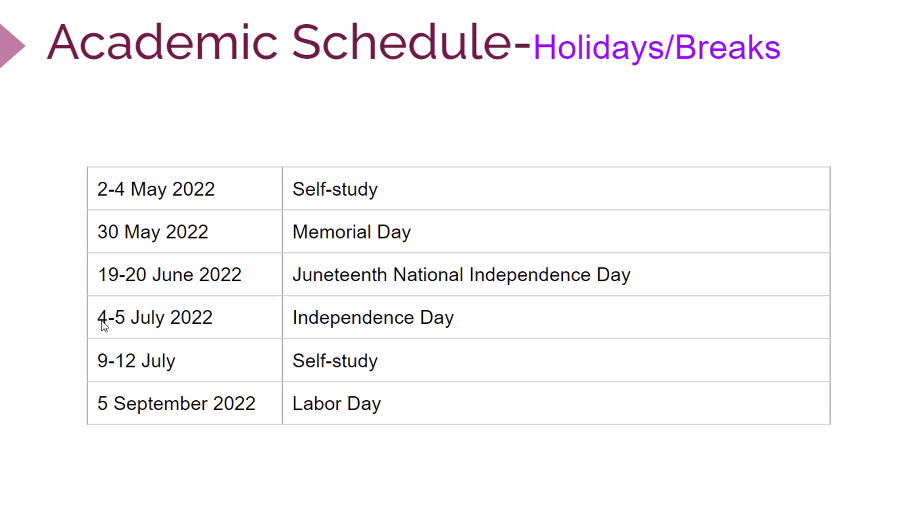 Academic Schedule-Holidays/Breaks
2-4 May 2022 Self-study
30 May 2022 Memorial Day
19-20 June 2022 Juneteenth National Independence Day
4-5 July 2022 Independence Day
9-12 July Self-study
5 September 2022 Labor Day